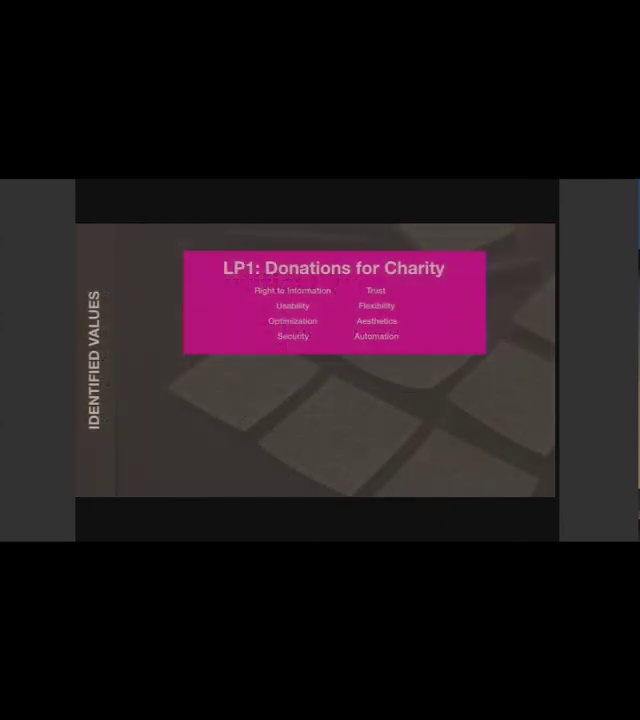 IDENTIFIED VALUES
LP1: Donations for Charity
Right to Information Trust
Usability Flexibility
Optimization Aesthetics
Security Automation